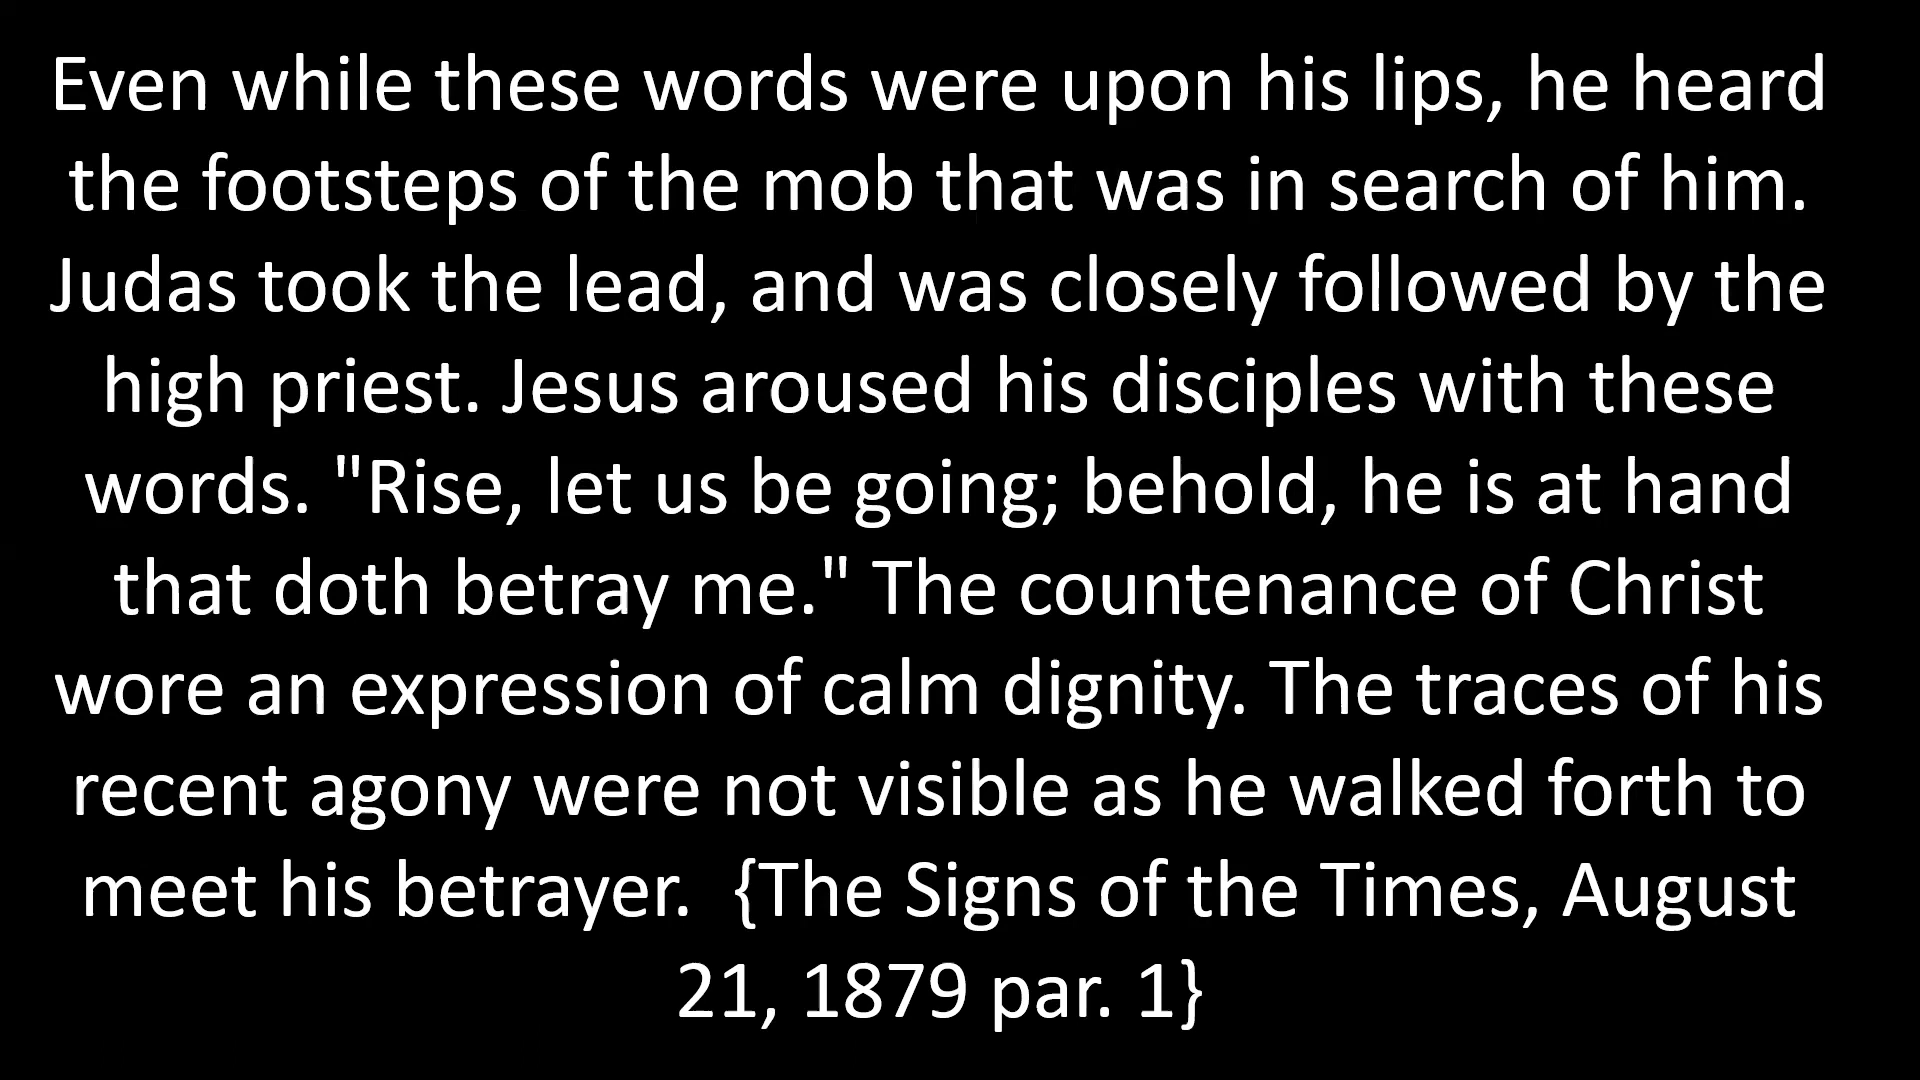 Even while these words were upon his lips, he heard
the footsteps of the mob that was in search of him.
Judas took the lead, and was closely followed by the
high priest. Jesus aroused his disciples with these
words. "Rise, let us be going; behold, he is at hand
that doth betray me." The countenance of Christ
wore an expression of calm dignity. The traces of his
recent agony were not visible as he walked forth to
meet his betrayer.  {The Signs of the Times, August
21, 1879 par. 1}